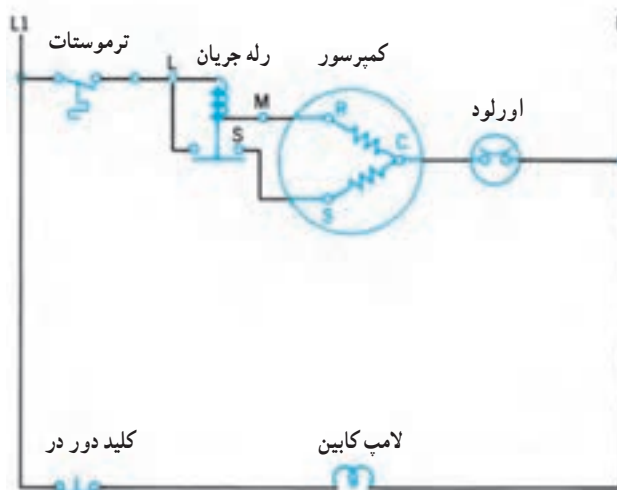 L1
ترموستات
رله جریان
کمپرسور
اورلود
L
M
S
R
C
S
کلید دور در
لامپ کابین